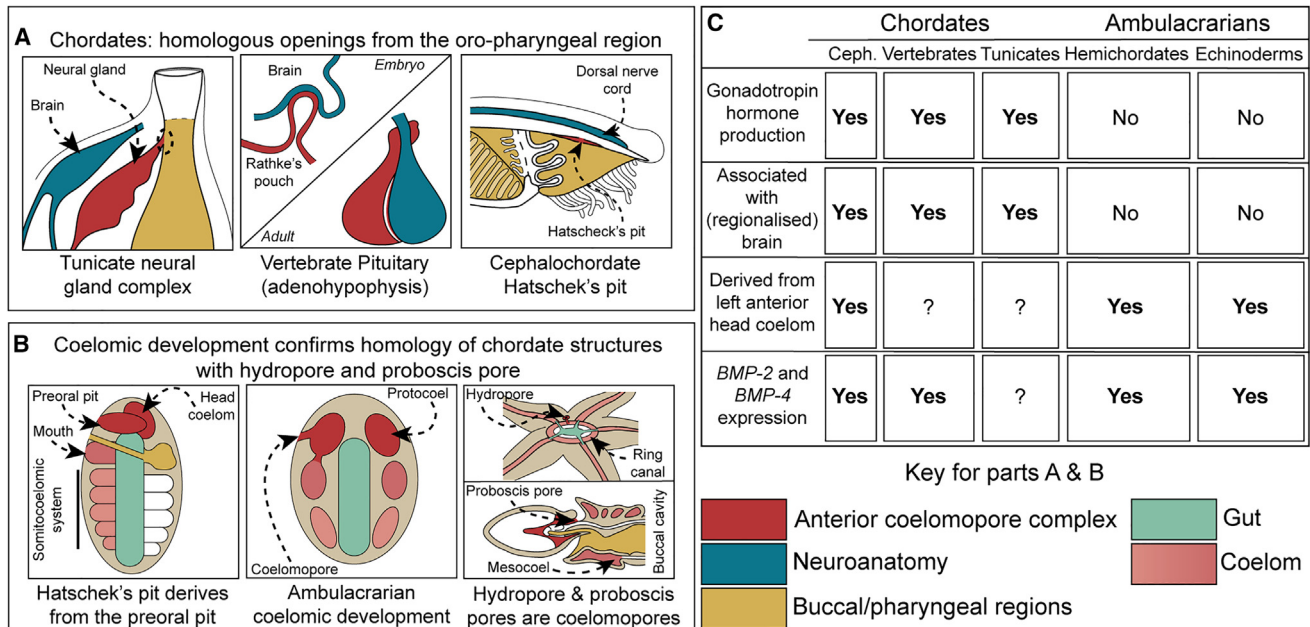 A Chordates: homologous openings from the oro-pharyngeal region
Neural gland
Brain
Tunicate neural
gland complex
Brain
Embryo
Rathke's
pouch
Adult
Vertebrate Pituitary
(adenohypophysis)
Dorsal nerve
cord
Hatscheck's pit
Cephalochordate
Hatschek's pit
B Coelomic development confirms homology of chordate structures
with hydropore and proboscis pore
Preoral pit
Head
coelom
Mouth
Somitocoelomic
system
Hatschek's pit derives
from the preoral pit
Protocoel
Coelomopore
Ambulacrarian
coelomic development
Hydropore
Ring
canal
Proboscis pore
Mesocoel
Buccal cavity
Hydropore & proboscis
pores are coelomopores
C Chordates Ambulacrarians
Ceph. Vertebrates Tunicates Hemichordates Echinoderms
Gonadotropin
hormone
production
Yes Yes Yes No No
Associated
with
(regionalised)
brain
Yes Yes Yes No No
Derived from
left anterior
head coelom
Yes ? ? Yes Yes
BMP-2 and
BMP-4
expression
Yes Yes ? Yes Yes
Key for parts A & B
Anterior coelomopore complex
Neuroanatomy
Buccal/pharyngeal regions
Gut
Coelom